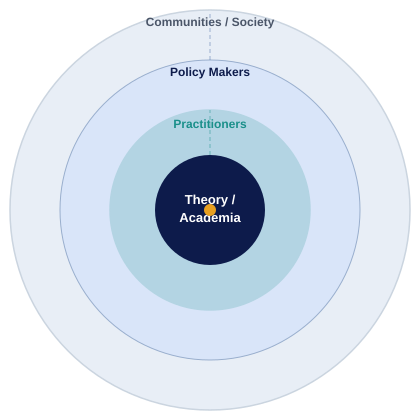 Communities / Society
Policy Makers
Practitioners
Theory /
Academia